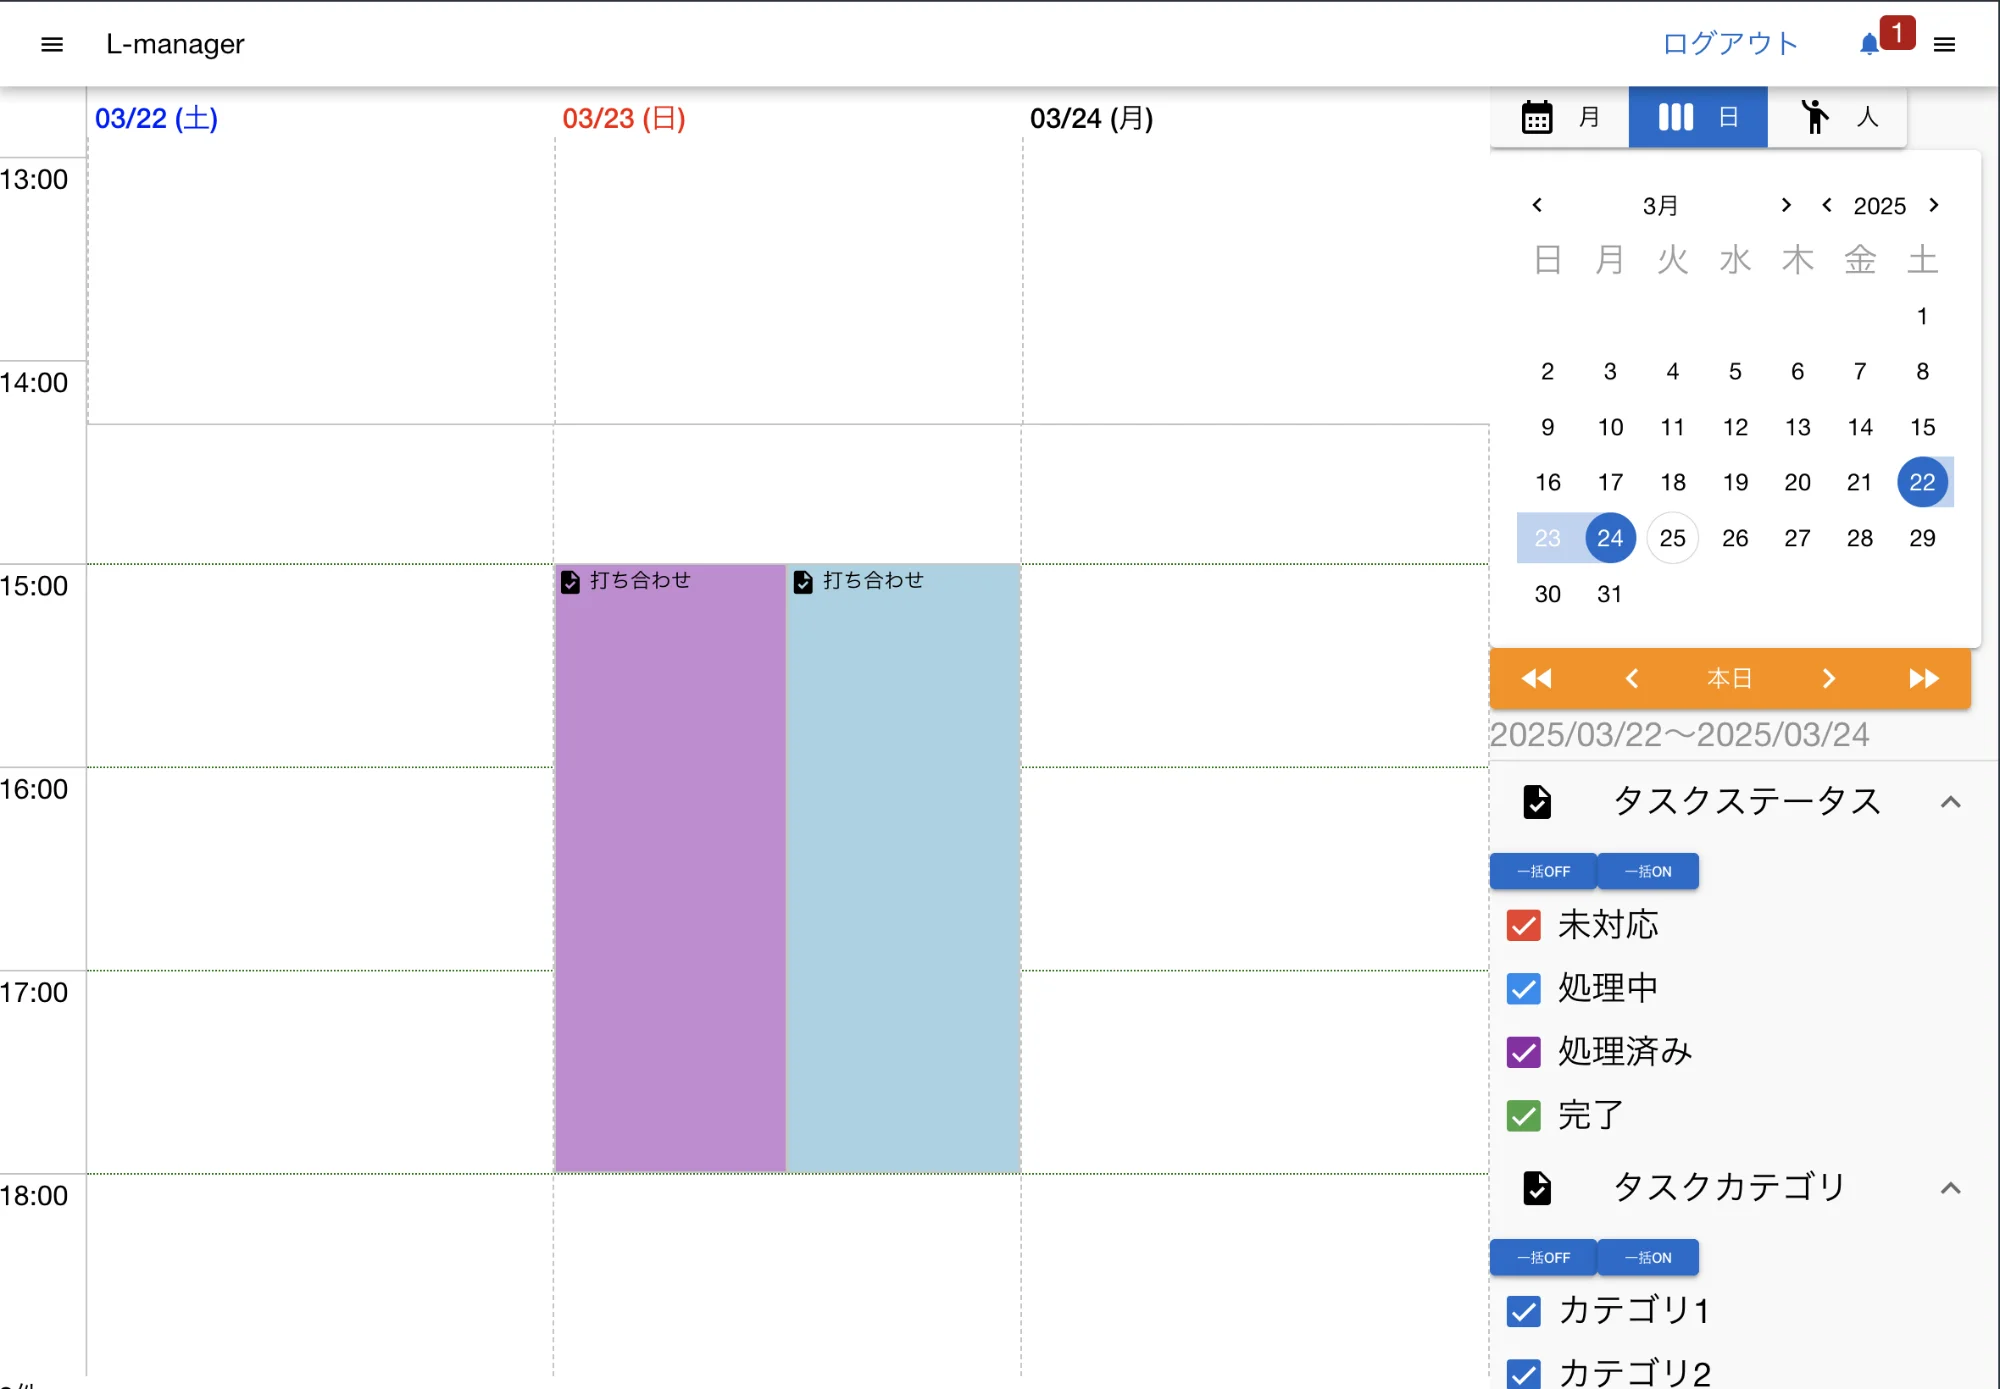 L-manager
ログアウト
1
03/22 (土)
03/23 (日)
03/24 (月)
13:00
14:00
15:00
16:00
17:00
18:00
打ち合わせ
打ち合わせ
月
日
人
3月
2025
日 月 火 水 木 金 土
1
2 3 4 5 6 7 8
9 10 11 12 13 14 15
16 17 18 19 20 21 22
23 24 25 26 27 28 29
30 31
本日
2025/03/22～2025/03/24
タスクステータス
一括OFF 一括ON
未対応
処理中
処理済み
完了
タスクカテゴリ
一括OFF 一括ON
カテゴリ1
カテゴリ2